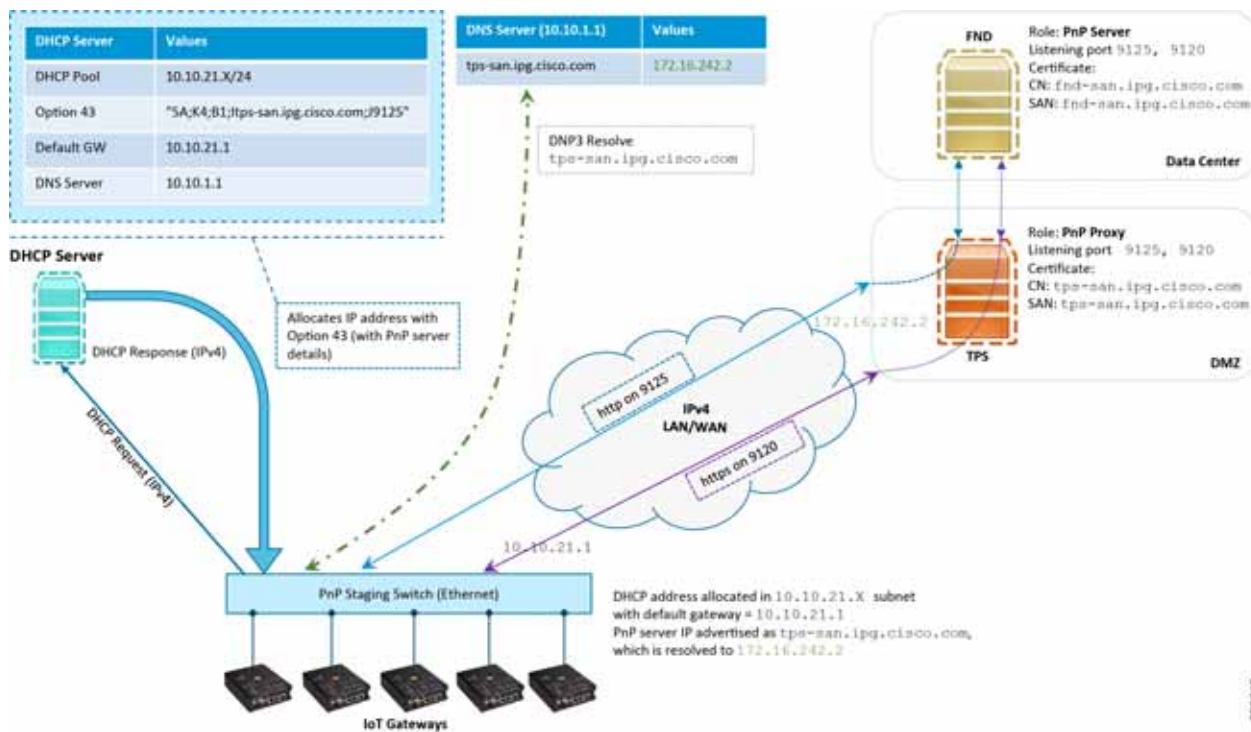 DHCP Server Values
DHCP Pool 10.10.21.X/24
Option 43 "5A;K4;B1;Itps-san.ipg.cisco.com;J9125"
Default GW 10.10.21.1
DNS Server 10.10.1.1
DNS Server (10.10.1.1) Values
tps-san.ipg.cisco.com 172.16.242.2
DNP3 Resolve
tps-san.ipg.cisco.com
FND
Role: PnP Server
Listening port 9125, 9120
Certificate:
CN: fnd-san.ipg.cisco.com
SAN: fnd-san.ipg.cisco.com
Data Center
Role: PnP Proxy
Listening port 9125, 9120
Certificate:
CN: tps-san.ipg.cisco.com
SAN: tps-san.ipg.cisco.com
TPS
DMZ
DHCP Server
DHCP Response (IPv4)
DHCP Request (IPv4)
Allocates IP address with
Option 43 (with PnP server
details)
172.16.242.2
http on 9125
IPv4
LAN/WAN
https on 9120
10.10.21.1
PnP Staging Switch (Ethernet)
DHCP address allocated in 10.10.21.X subnet
with default gateway = 10.10.21.1
PnP server IP advertised as tps-san.ipg.cisco.com,
which is resolved to 172.16.242.2
IoT Gateways